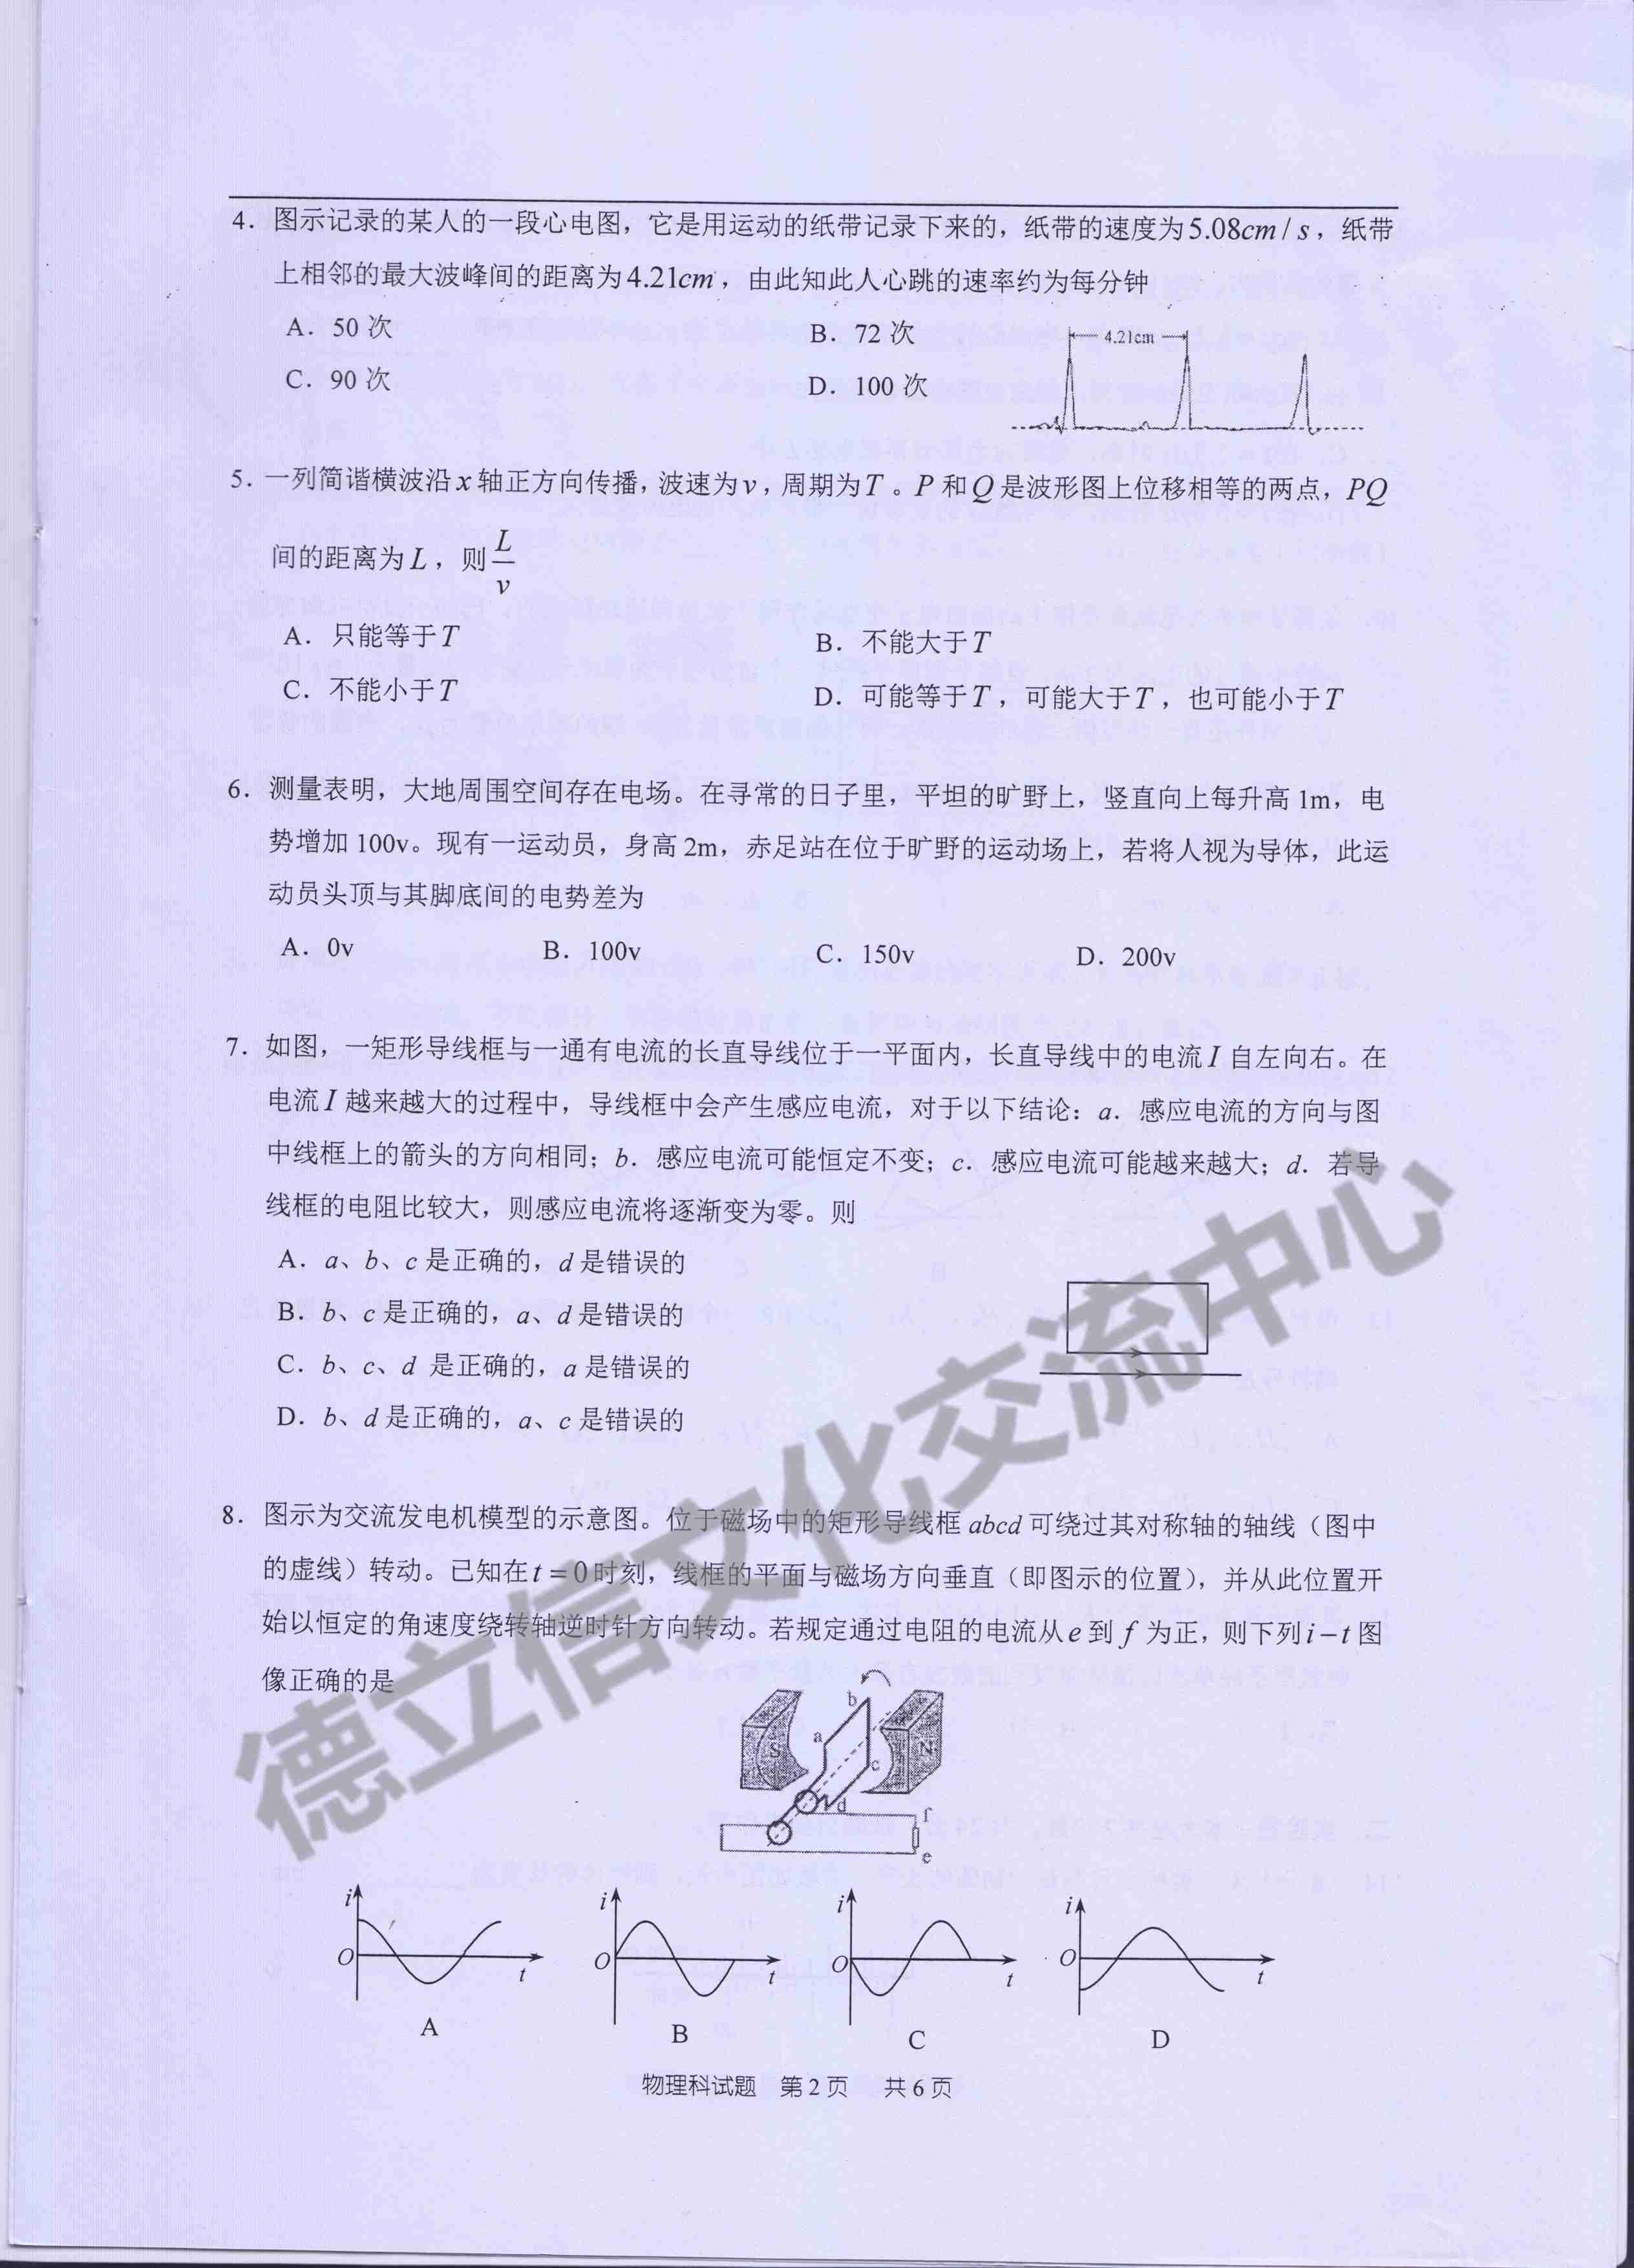 4. 图示记录的某人的一段心电图，它是用运动的纸带记录下来的，纸带的速度为5.08cm/s，纸带
上相邻的最大波峰间的距离为4.21cm，由此知此人心跳的速率约为每分钟
A. 50 次 B. 72 次
C. 90 次 D. 100 次
4.21cm
5. 一列简谐横波沿x轴正方向传播，波速为v，周期为T。P和Q是波形图上位移相等的两点，PQ
间的距离为L，则L/v
A. 只能等于T B. 不能大于T
C. 不能小于T D. 可能等于T，可能大于T，也可能小于T
6. 测量表明，大地周围空间存在电场。在寻常的日子里，平坦的旷野上，竖直向上每升高 1m，电
势增加 100v。现有一运动员，身高 2m，赤足站在位于旷野的运动场上，若将人视为导体，此运
动员头顶与其脚底间的电势差为
A. 0v B. 100v C. 150v D. 200v
7. 如图，一矩形导线框与一通有电流的长直导线位于一平面内，长直导线中的电流I自左向右。在
电流I越来越大的过程中，导线框中会产生感应电流，对于以下结论：a. 感应电流的方向与图
中线框上的箭头的方向相同；b. 感应电流可能恒定不变；c. 感应电流可能越来越大；d. 若导
线框的电阻比较大，则感应电流将逐渐变为零。则
A. a、b、c是正确的，d是错误的
B. b、c是正确的，a、d是错误的
C. b、c、d 是正确的，a是错误的
D. b、d是正确的，a、c是错误的
8. 图示为交流发电机模型的示意图。位于磁场中的矩形导线框 abcd 可绕过其对称轴的轴线（图中
的虚线）转动。已知在t=0时刻，线框的平面与磁场方向垂直（即图示的位置），并从此位置开
始以恒定的角速度绕转轴逆时针方向转动。若规定通过电阻的电流从e到f为正，则下列i-t图
像正确的是
b
a
S N
c
d
f
e
i i i i
O O O O
t t t t
A B C D
物理科试题 第2页 共6页
德立信文化交流中心